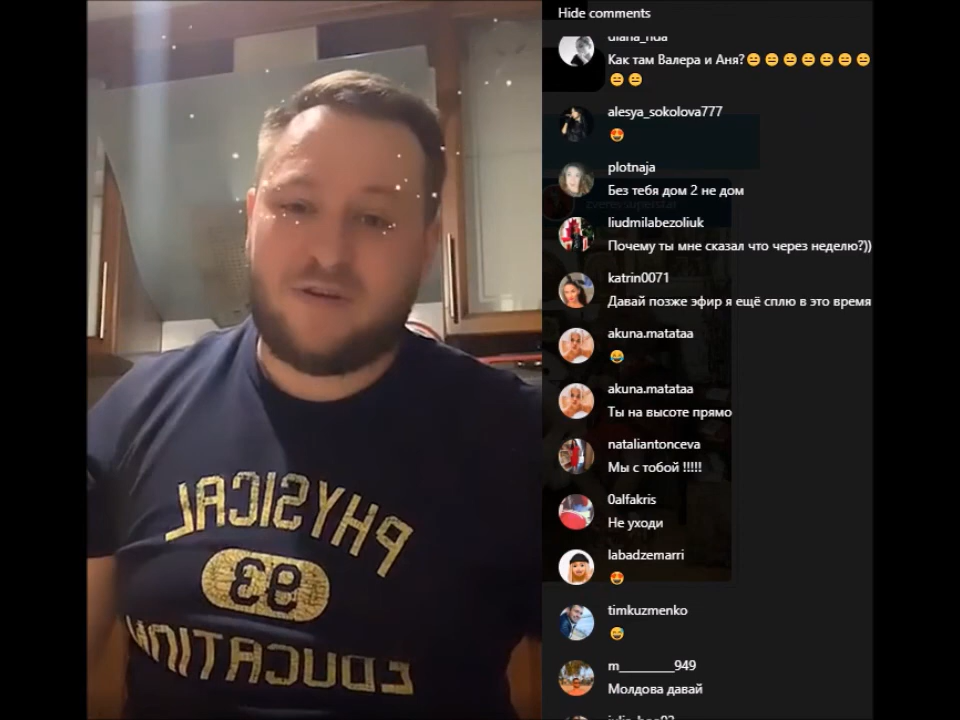 Hide comments
diana_nda
Как там Валера и Аня?😑😑😑😑😑😑😑
😑😑
alesya_sokolova777
😍
plotnaja
Без тебя дом 2 не дом
liudmilabezoliuk
Почему ты мне сказал что через неделю?))
katrin0071
Давай позже эфир я ещё сплю в это время
akuna.matataa
😂
akuna.matataa
Ты на высоте прямо
nataliantonceva
Мы с тобой !!!!!
0alfakris
Не уходи
labadzemarri
😍
timkuzmenko
😅
m_________949
Молдова давай
PHYSICAL
93
EDUCATION